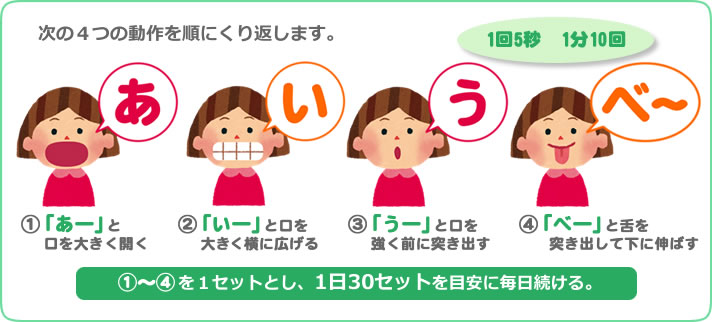 次の４つの動作を順にくり返します。
1回5秒　1分10回
あ
い
う
べ～
①「あー」と
口を大きく開く
②「いー」と口を
大きく横に広げる
③「うー」と口を
強く前に突き出す
④「べー」と舌を
突き出して下に伸ばす
①～④を１セットとし、1日30セットを目安に毎日続ける。